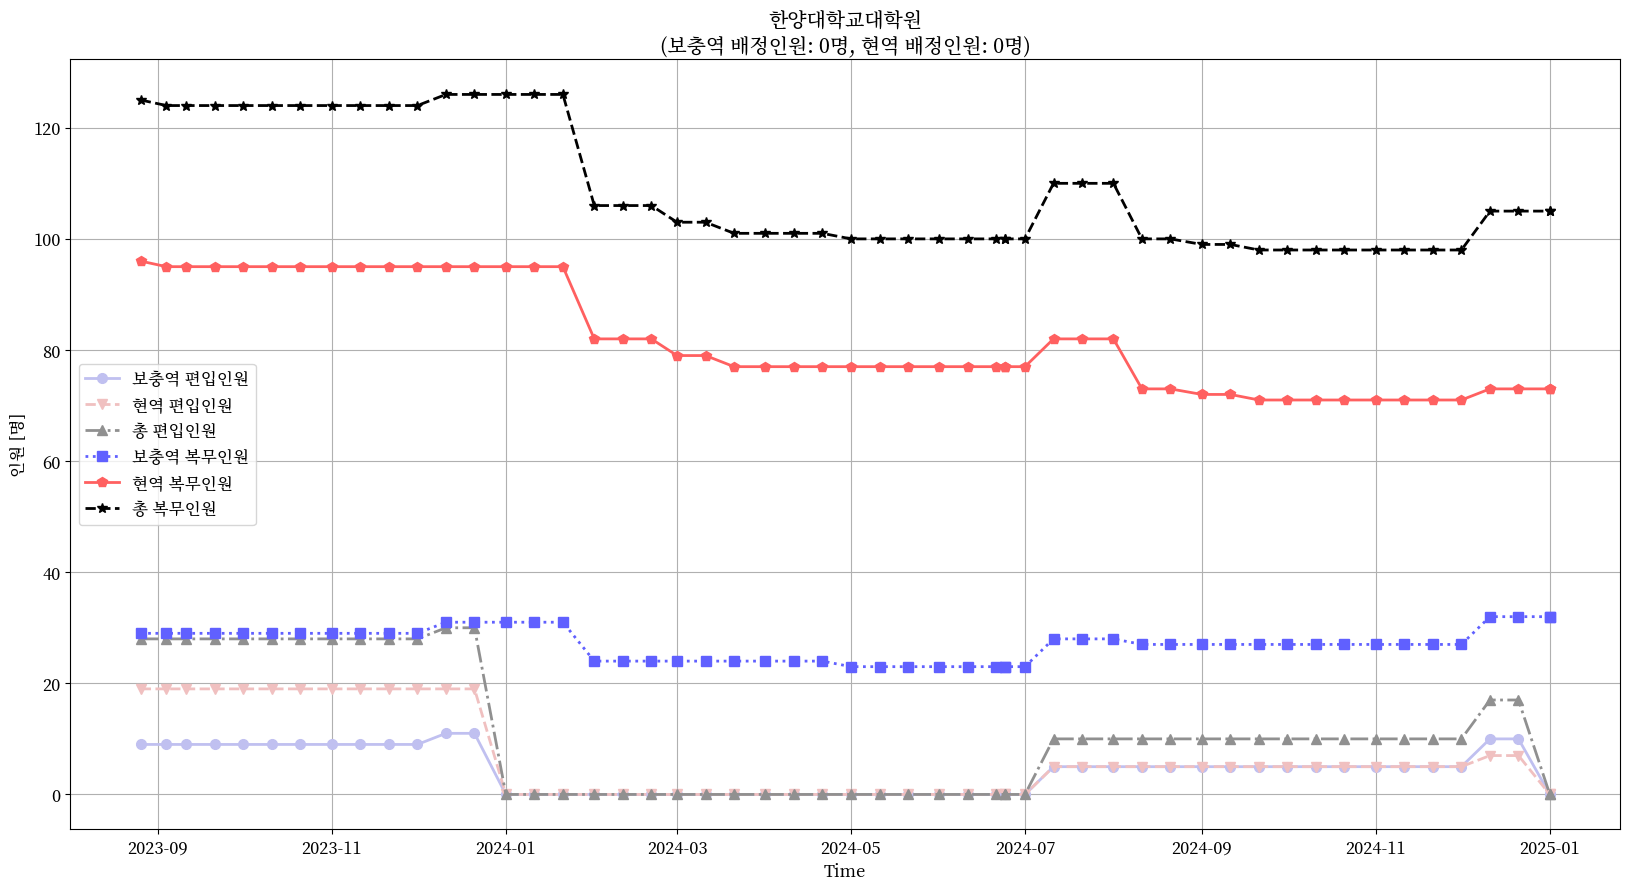 한양대학교대학원
(보충역 배정인원: 0명, 현역 배정인원: 0명)
인원 [명]
120
100
80
60
40
20
0
보충역 편입인원
현역 편입인원
총 편입인원
보충역 복무인원
현역 복무인원
총 복무인원
2023-09
2023-11
2024-01
2024-03
2024-05
2024-07
2024-09
2024-11
2025-01
Time